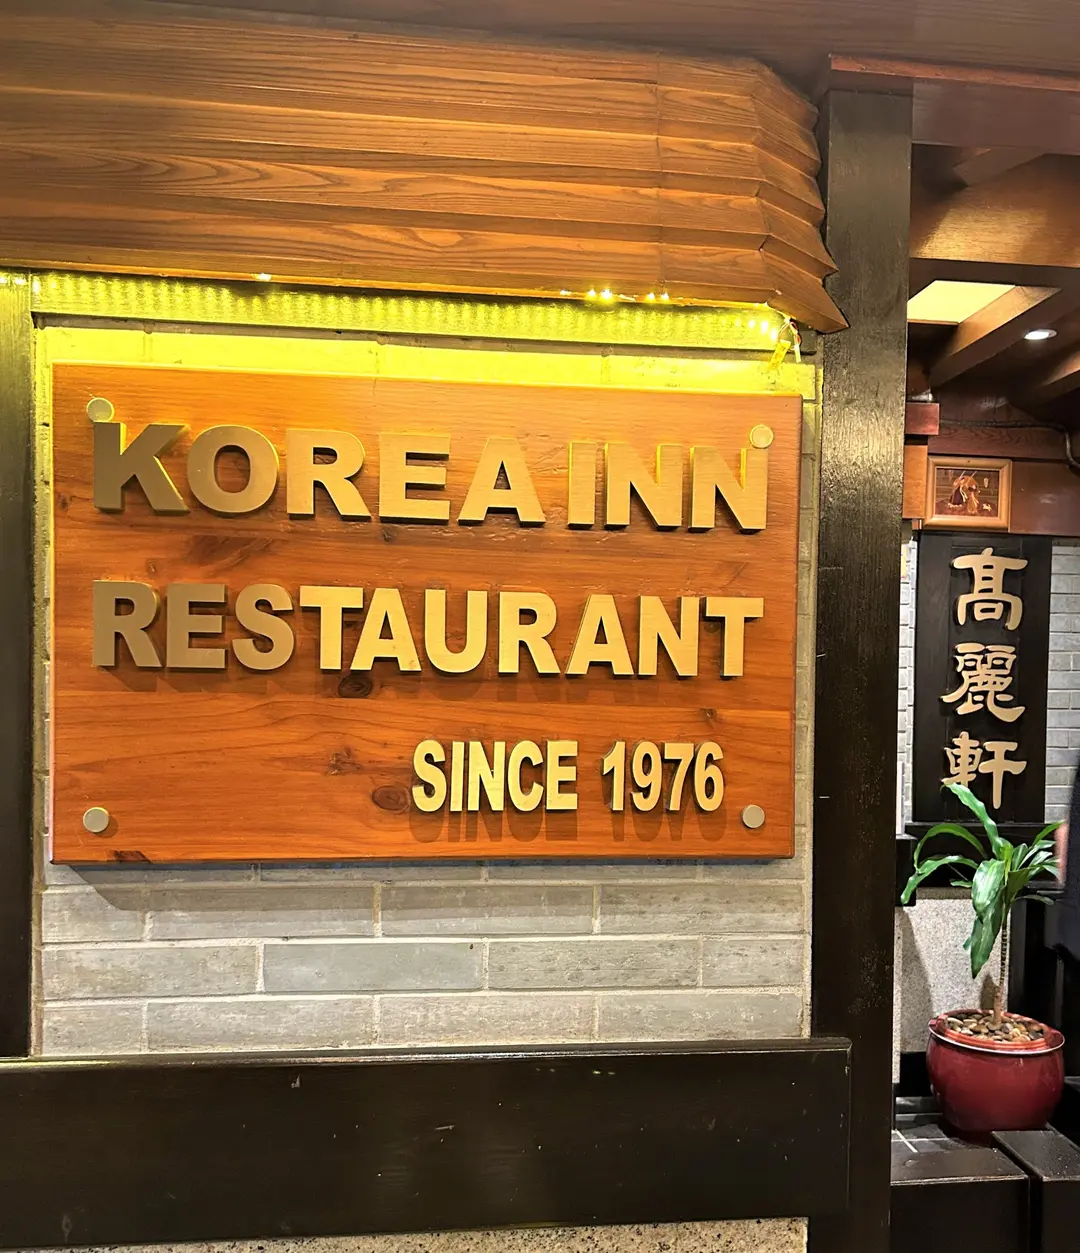 KOREA INN
RESTAURANT
SINCE 1976
高麗軒